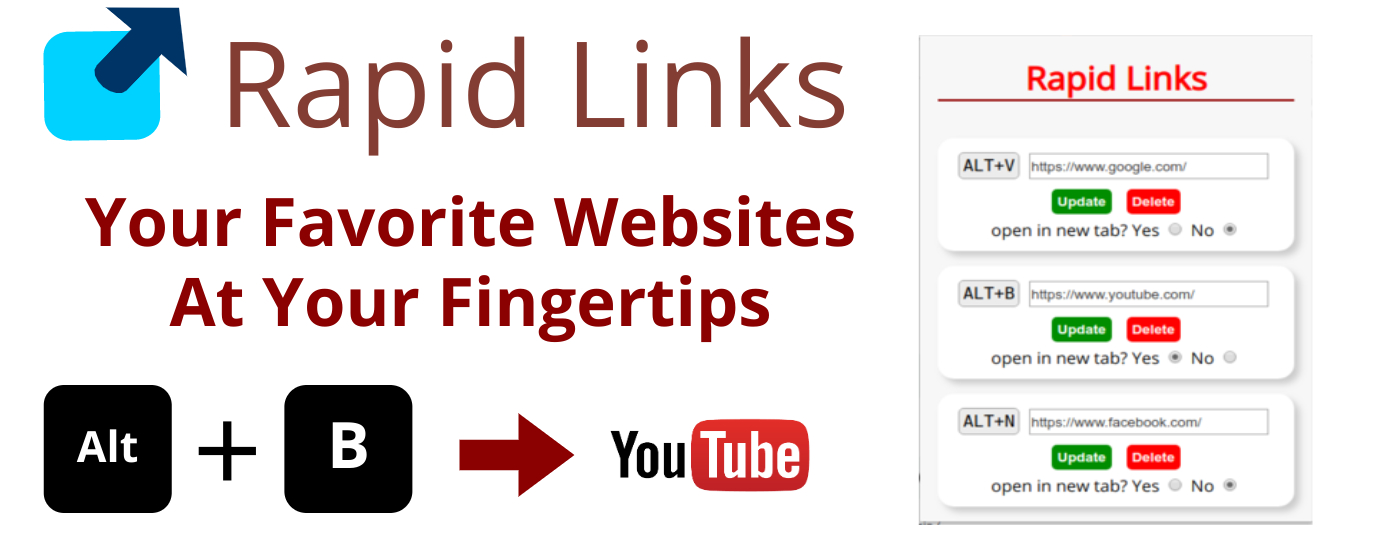 Rapid Links
Your Favorite Websites
At Your Fingertips
Alt + B
YouTube
Rapid Links
ALT+V https://www.google.com/
Update Delete
open in new tab? Yes No
ALT+B https://www.youtube.com/
Update Delete
open in new tab? Yes No
ALT+N https://www.facebook.com/
Update Delete
open in new tab? Yes No